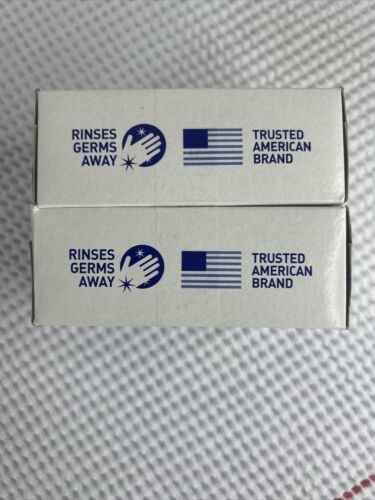 RINSES
GERMS
AWAY
TRUSTED
AMERICAN
BRAND
RINSES
GERMS
AWAY
TRUSTED
AMERICAN
BRAND